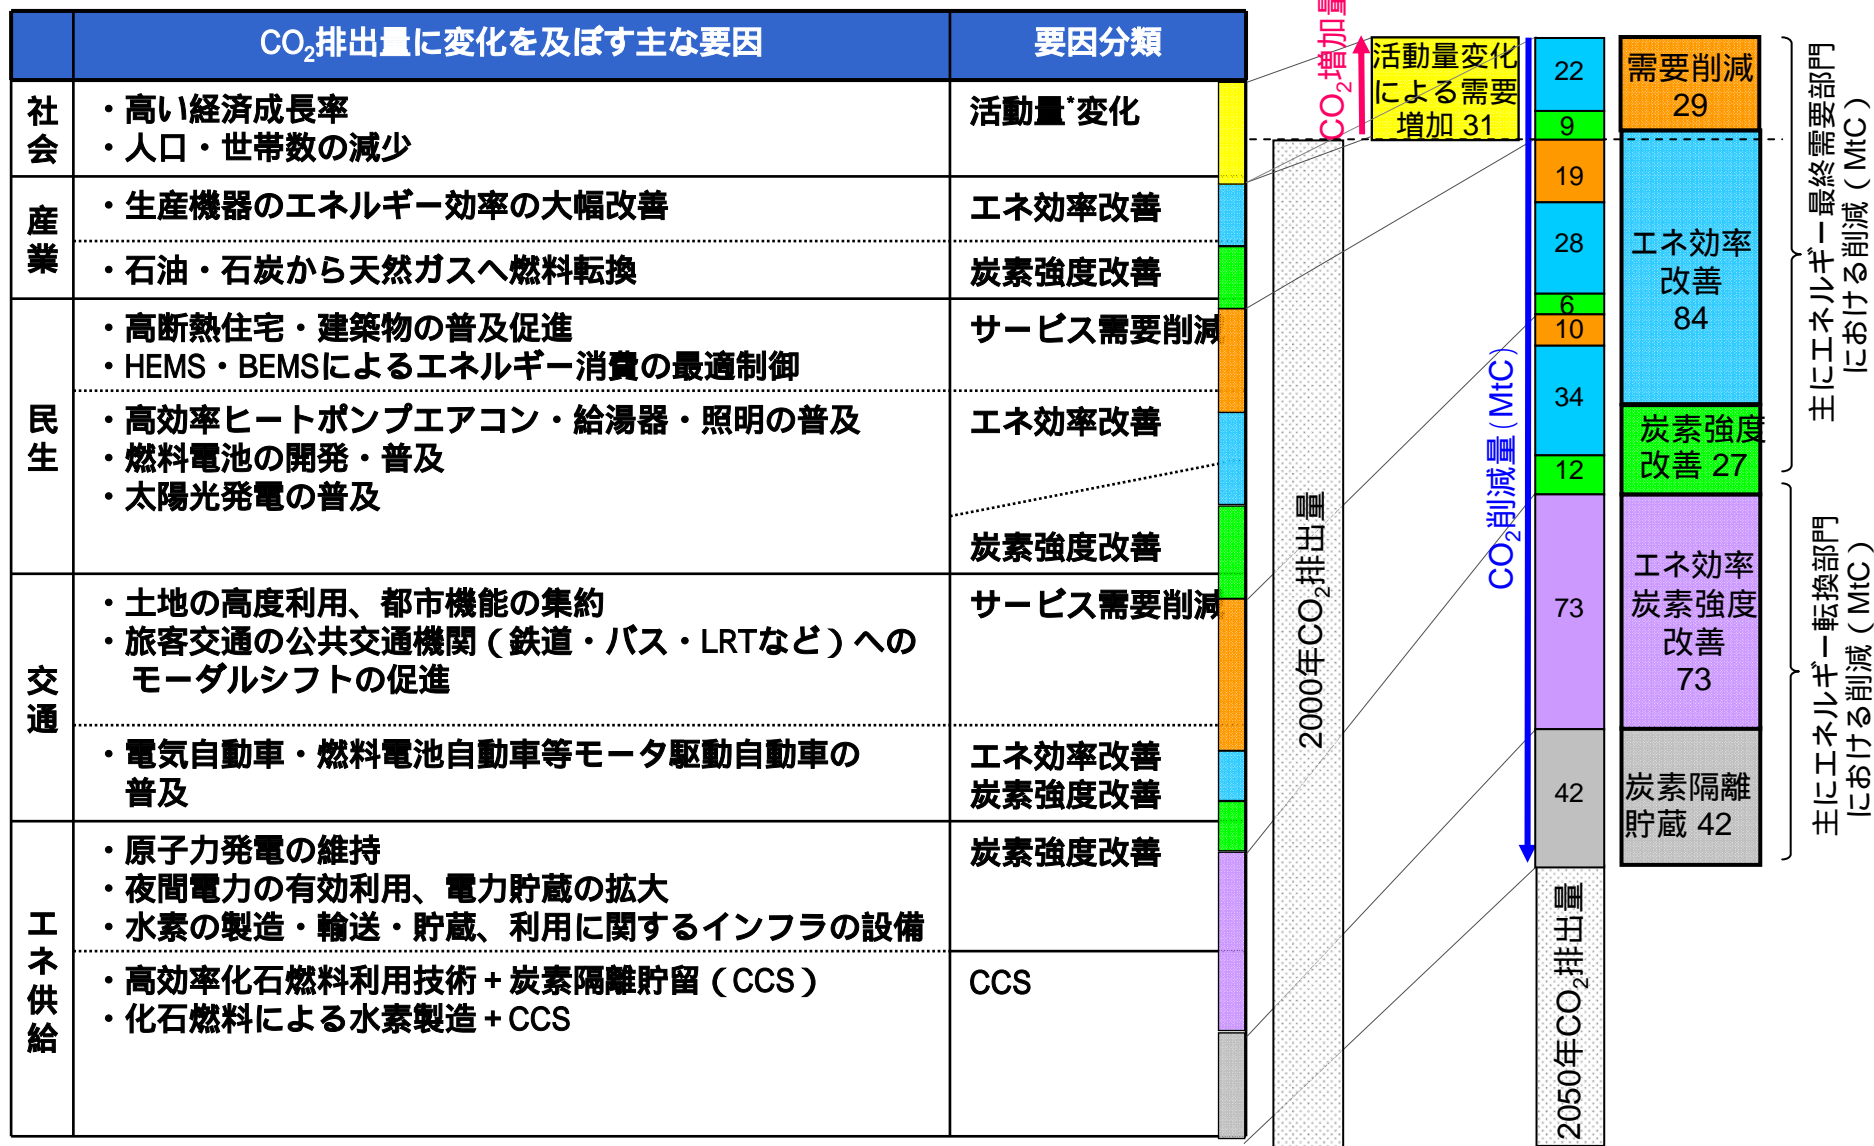 CO₂排出量に変化を及ぼす主な要因
要因分類
社会
・高い経済成長率
・人口・世帯数の減少
活動量*変化
産業
・生産機器のエネルギー効率の大幅改善
エネ効率改善
・石油・石炭から天然ガスへ燃料転換
炭素強度改善
民生
・高断熱住宅・建築物の普及促進
・HEMS・BEMSによるエネルギー消費の最適制御
サービス需要削減
・高効率ヒートポンプエアコン・給湯器・照明の普及
・燃料電池の開発・普及
・太陽光発電の普及
エネ効率改善
炭素強度改善
交通
・土地の高度利用、都市機能の集約
・旅客交通の公共交通機関(鉄道・バス・LRTなど)への
モーダルシフトの促進
サービス需要削減
・電気自動車・燃料電池自動車等モータ駆動自動車の
普及
エネ効率改善
炭素強度改善
エネ供給
・原子力発電の維持
・夜間電力の有効利用、電力貯蔵の拡大
・水素の製造・輸送・貯蔵、利用に関するインフラの設備
炭素強度改善
・高効率化石燃料利用技術+炭素隔離貯留(CCS)
・化石燃料による水素製造+CCS
CCS
CO₂増加量
活動量変化
による需要
増加 31
2000年CO₂排出量
CO₂削減量(MtC)
22
9
19
28
6
10
34
12
73
42
2050年CO₂排出量
需要削減
29
エネ効率
改善
84
炭素強度
改善 27
エネ効率
炭素強度
改善
73
炭素隔離
貯蔵 42
主にエネルギー最終需要部門
における削減(MtC)
主にエネルギー転換部門
における削減(MtC)